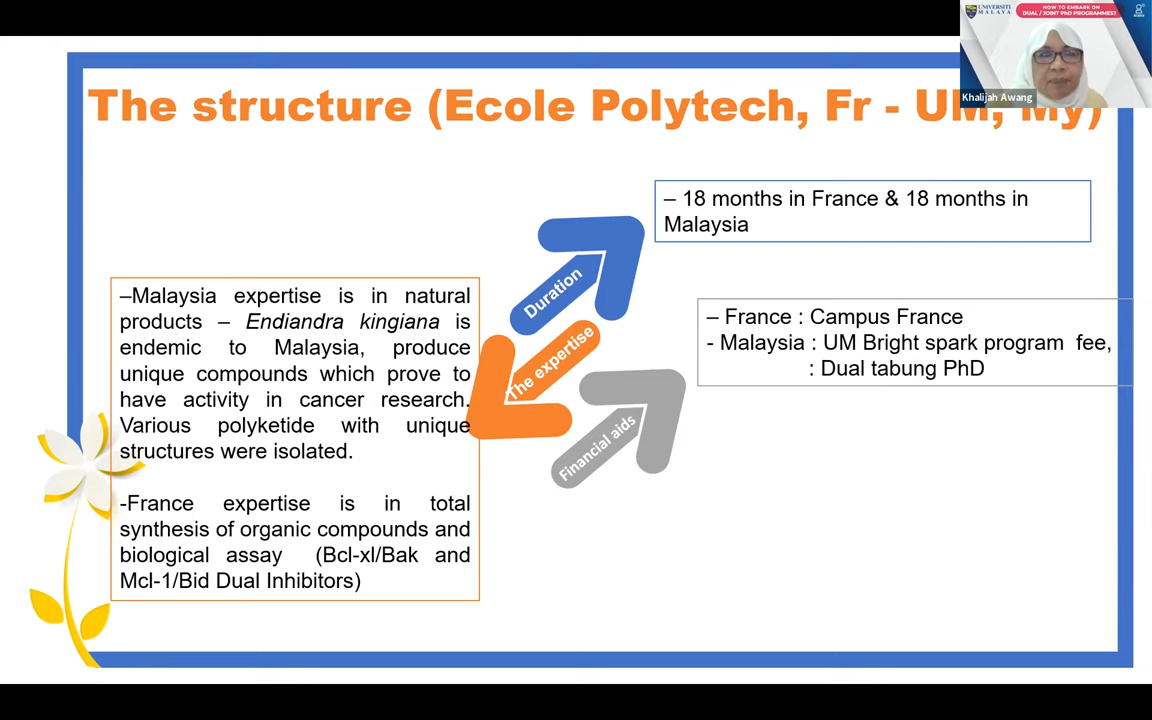 UNIVERSITI
MALAYA
HOW TO EMBARK ON
DUAL / JOINT PhD PROGRAMMES?
Khalijah Awang
The structure (Ecole Polytech, Fr - UM, My)
– 18 months in France & 18 months in
Malaysia
Duration
–Malaysia expertise is in natural
products – Endiandra kingiana is
endemic to Malaysia, produce
unique compounds which prove to
have activity in cancer research.
Various polyketide with unique
structures were isolated.
-France expertise is in total
synthesis of organic compounds and
biological assay (Bcl-xl/Bak and
Mcl-1/Bid Dual Inhibitors)
The expertise
– France : Campus France
- Malaysia : UM Bright spark program fee,
: Dual tabung PhD
Financial aids